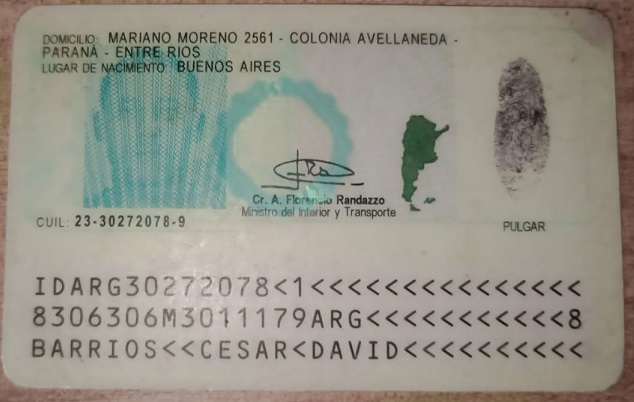 DOMICILIO: MARIANO MORENO 2561 - COLONIA AVELLANEDA -
PARANÁ - ENTRE RIOS
LUGAR DE NACIMIENTO: BUENOS AIRES
Cr. A. Florencio Randazzo
Ministro del Interior y Transporte
CUIL: 23-30272078-9
PULGAR
IDARG30272078<1<<<<<<<<<<<<<<<
8306306M3011179ARG<<<<<<<<<<<8
BARRIOS<<CESAR<DAVID<<<<<<<<<<